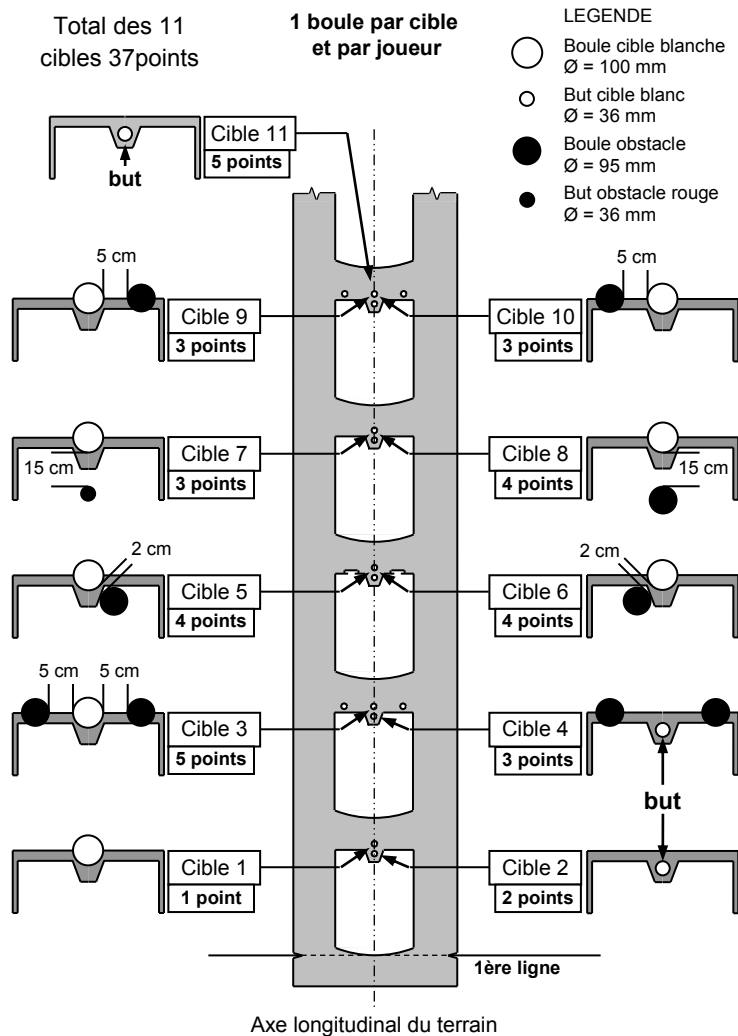 Total des 11
cibles 37points
1 boule par cible
et par joueur
LEGENDE
Boule cible blanche
Ø = 100 mm
But cible blanc
Ø = 36 mm
Boule obstacle
Ø = 95 mm
But obstacle rouge
Ø = 36 mm
Cible 11
5 points
but
5 cm
Cible 9
3 points
Cible 10
3 points
5 cm
15 cm
Cible 7
3 points
Cible 8
4 points
15 cm
2 cm
Cible 5
4 points
Cible 6
4 points
2 cm
5 cm
5 cm
Cible 3
5 points
Cible 4
3 points
but
Cible 1
1 point
Cible 2
2 points
1ère ligne
Axe longitudinal du terrain